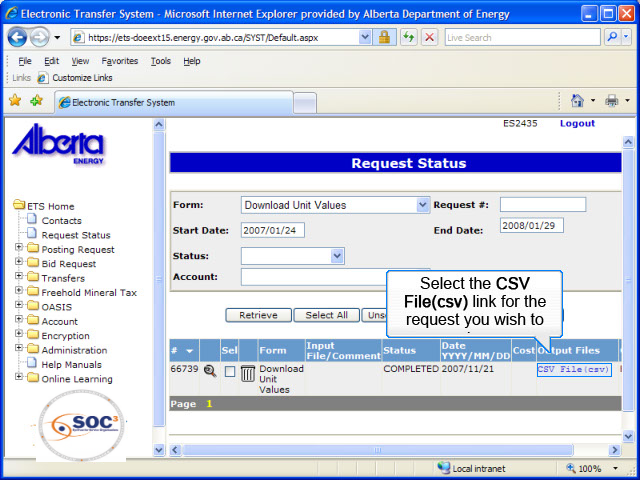 Electronic Transfer System - Microsoft Internet Explorer provided by Alberta Department of Energy
https://ets-doeext15.energy.gov.ab.ca/SYST/Default.aspx
Live Search
File Edit View Favorites Tools Help
Links Customize Links
Electronic Transfer System
ES2435 Logout
Alberta
ENERGY
Request Status
ETS Home
Contacts
Request Status
Posting Request
Bid Request
Transfers
Freehold Mineral Tax
OASIS
Account
Encryption
Administration
Help Manuals
Online Learning
SOC3
Form: Download Unit Values Request #:
Start Date: 2007/01/24 End Date: 2008/01/29
Status:
Account:
Select the CSV
File(csv) link for the
request you wish to
Retrieve Select All
# Sel Form Input File/Comment Status Date YYYY/MM/DD Cost Output Files
66739 Download Unit Values COMPLETED 2007/11/21 CSV File(csv)
Page 1
Local intranet 100%